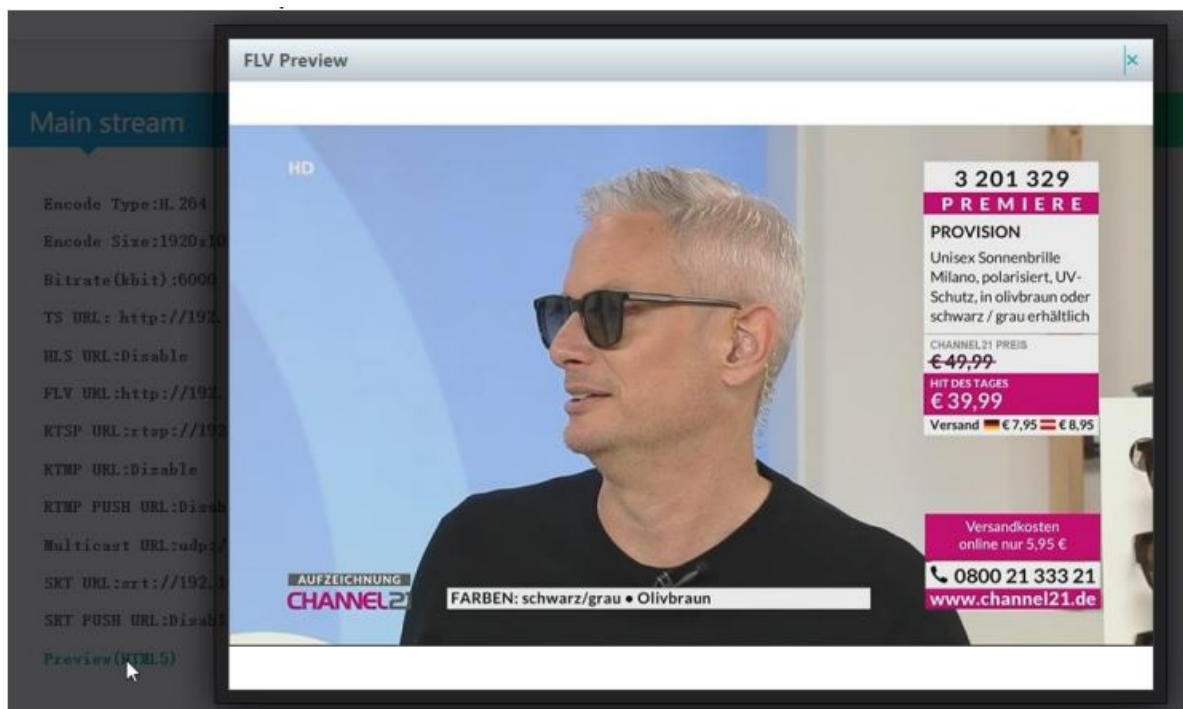 FLV Preview
×
Main stream
Encode Type:H.264
Encode Size:1920x10
Bitrate(kbit):6000
TS URL: http://192.
HLS URL:Disable
FLV URL:http://192.
RTSP URL:rtsp://192
RTMP URL:Disable
RTMP PUSH URL:Disab
Multicast URL:udp:/
SRT URL:srt://192.1
SRT PUSH URL:Disabl
Preview(HTML5)
HD
3 201 329
PREMIERE
PROVISION
Unisex Sonnenbrille
Milano, polarisiert, UV-
Schutz, in olivbraun oder
schwarz / grau erhältlich
CHANNEL21 PREIS
€ 49,99
HIT DES TAGES
€ 39,99
Versand € 7,95 € 8,95
Versandkosten
online nur 5,95 €
0800 21 333 21
www.channel21.de
AUFZEICHNUNG
CHANNEL21
FARBEN: schwarz/grau ● Olivbraun